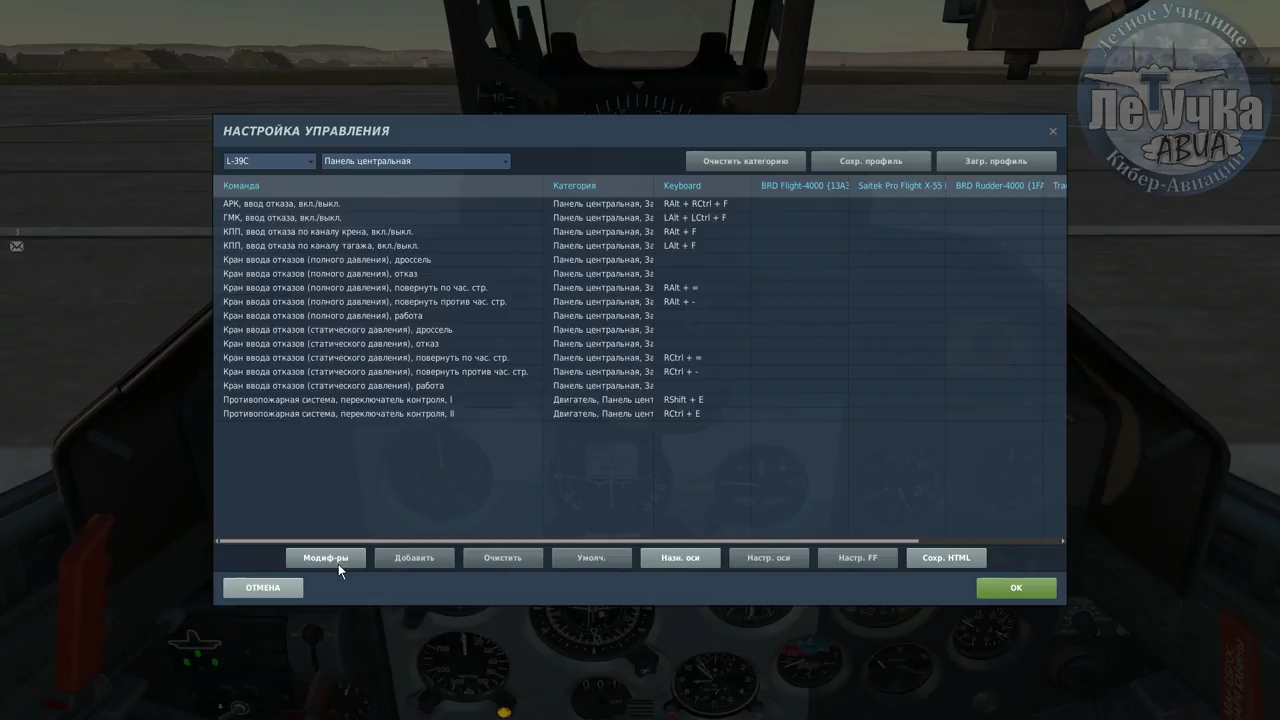 Летное Училище
ЛеТУчКа
АВИА
Кибер-Авиации
НАСТРОЙКА УПРАВЛЕНИЯ
L-39C
Панель центральная
Очистить категорию
Сохр. профиль
Загр. профиль
Команда Категория Keyboard BRD Flight-4000 {13A3 Saitek Pro Flight X-55 BRD Rudder-4000 {1FA Tra
АРК, ввод отказа, вкл./выкл. Панель центральная, За RAlt + RCtrl + F
ГМК, ввод отказа, вкл./выкл. Панель центральная, За LAlt + LCtrl + F
КПП, ввод отказа по каналу крена, вкл./выкл. Панель центральная, За RAlt + F
КПП, ввод отказа по каналу тагажа, вкл./выкл. Панель центральная, За LAlt + F
Кран ввода отказов (полного давления), дроссель Панель центральная, За
Кран ввода отказов (полного давления), отказ Панель центральная, За
Кран ввода отказов (полного давления), повернуть по час. стр. Панель центральная, За RAlt + =
Кран ввода отказов (полного давления), повернуть против час. стр. Панель центральная, За RAlt + -
Кран ввода отказов (полного давления), работа Панель центральная, За
Кран ввода отказов (статического давления), дроссель Панель центральная, За
Кран ввода отказов (статического давления), отказ Панель центральная, За
Кран ввода отказов (статического давления), повернуть по час. стр. Панель центральная, За RCtrl + =
Кран ввода отказов (статического давления), повернуть против час. стр. Панель центральная, За RCtrl + -
Кран ввода отказов (статического давления), работа Панель центральная, За
Противопожарная система, переключатель контроля, I Двигатель, Панель цент RShift + E
Противопожарная система, переключатель контроля, II Двигатель, Панель цент RCtrl + E
Модиф-ры
Добавить
Очистить
Умолч.
Назн. оси
Настр. оси
Настр. FF
Сохр. HTML
ОТМЕНА
OK